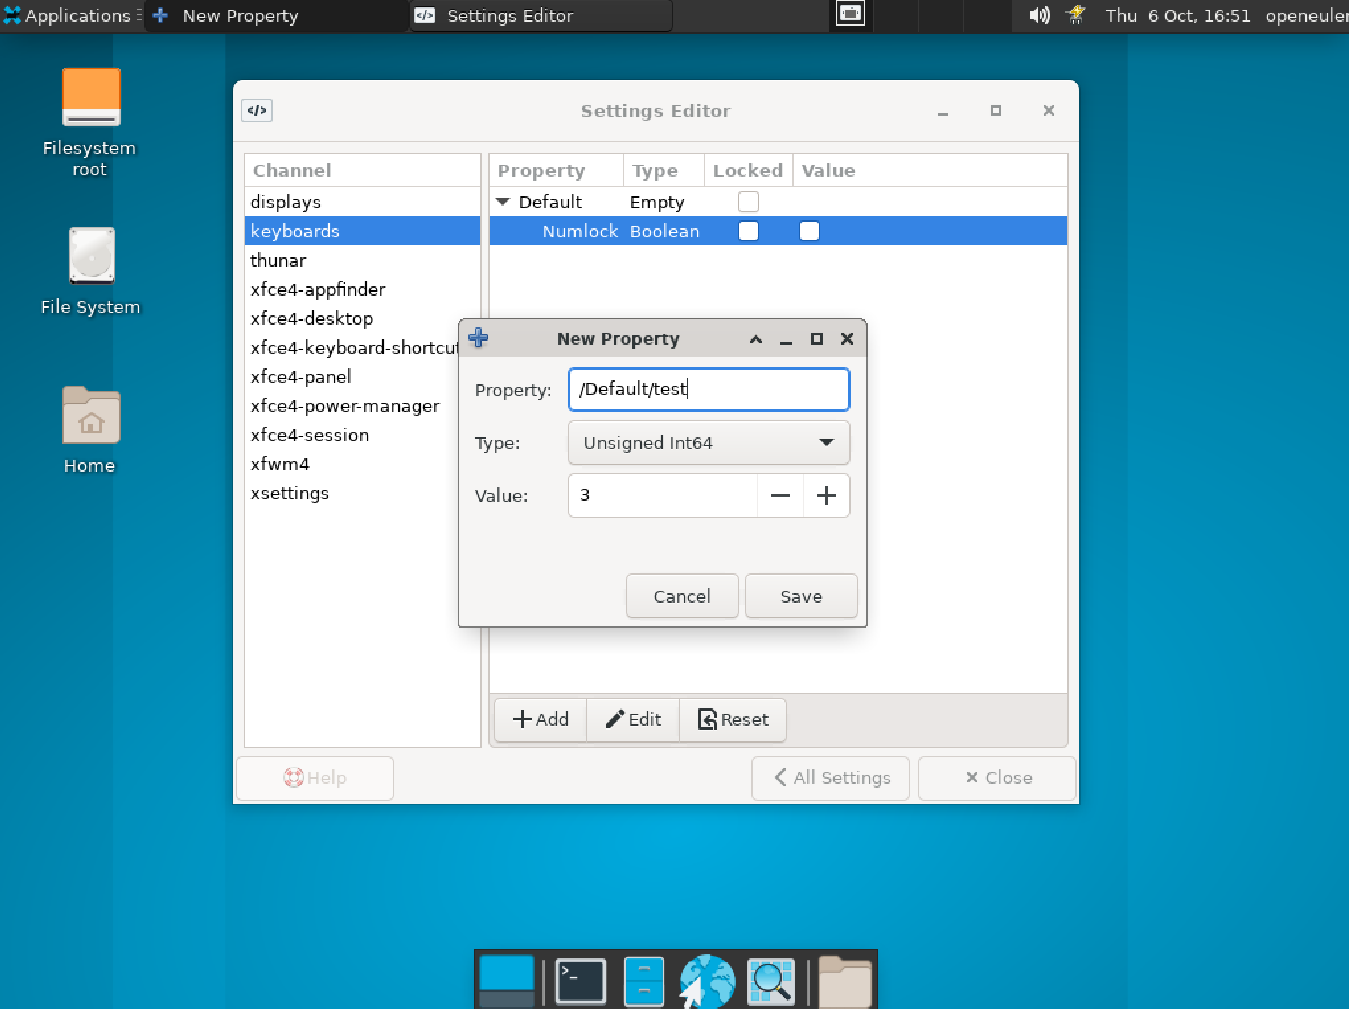 Applications
New Property
Settings Editor
Thu 6 Oct, 16:51
openeuler
Filesystem
root
File System
Home
Settings Editor
Channel
displays
keyboards
thunar
xfce4-appfinder
xfce4-desktop
xfce4-keyboard-shortcut
xfce4-panel
xfce4-power-manager
xfce4-session
xfwm4
xsettings
Property Type Locked Value
Default Empty
Numlock Boolean
New Property
Property: /Default/test
Type: Unsigned Int64
Value: 3
Cancel Save
Add Edit Reset
Help All Settings Close